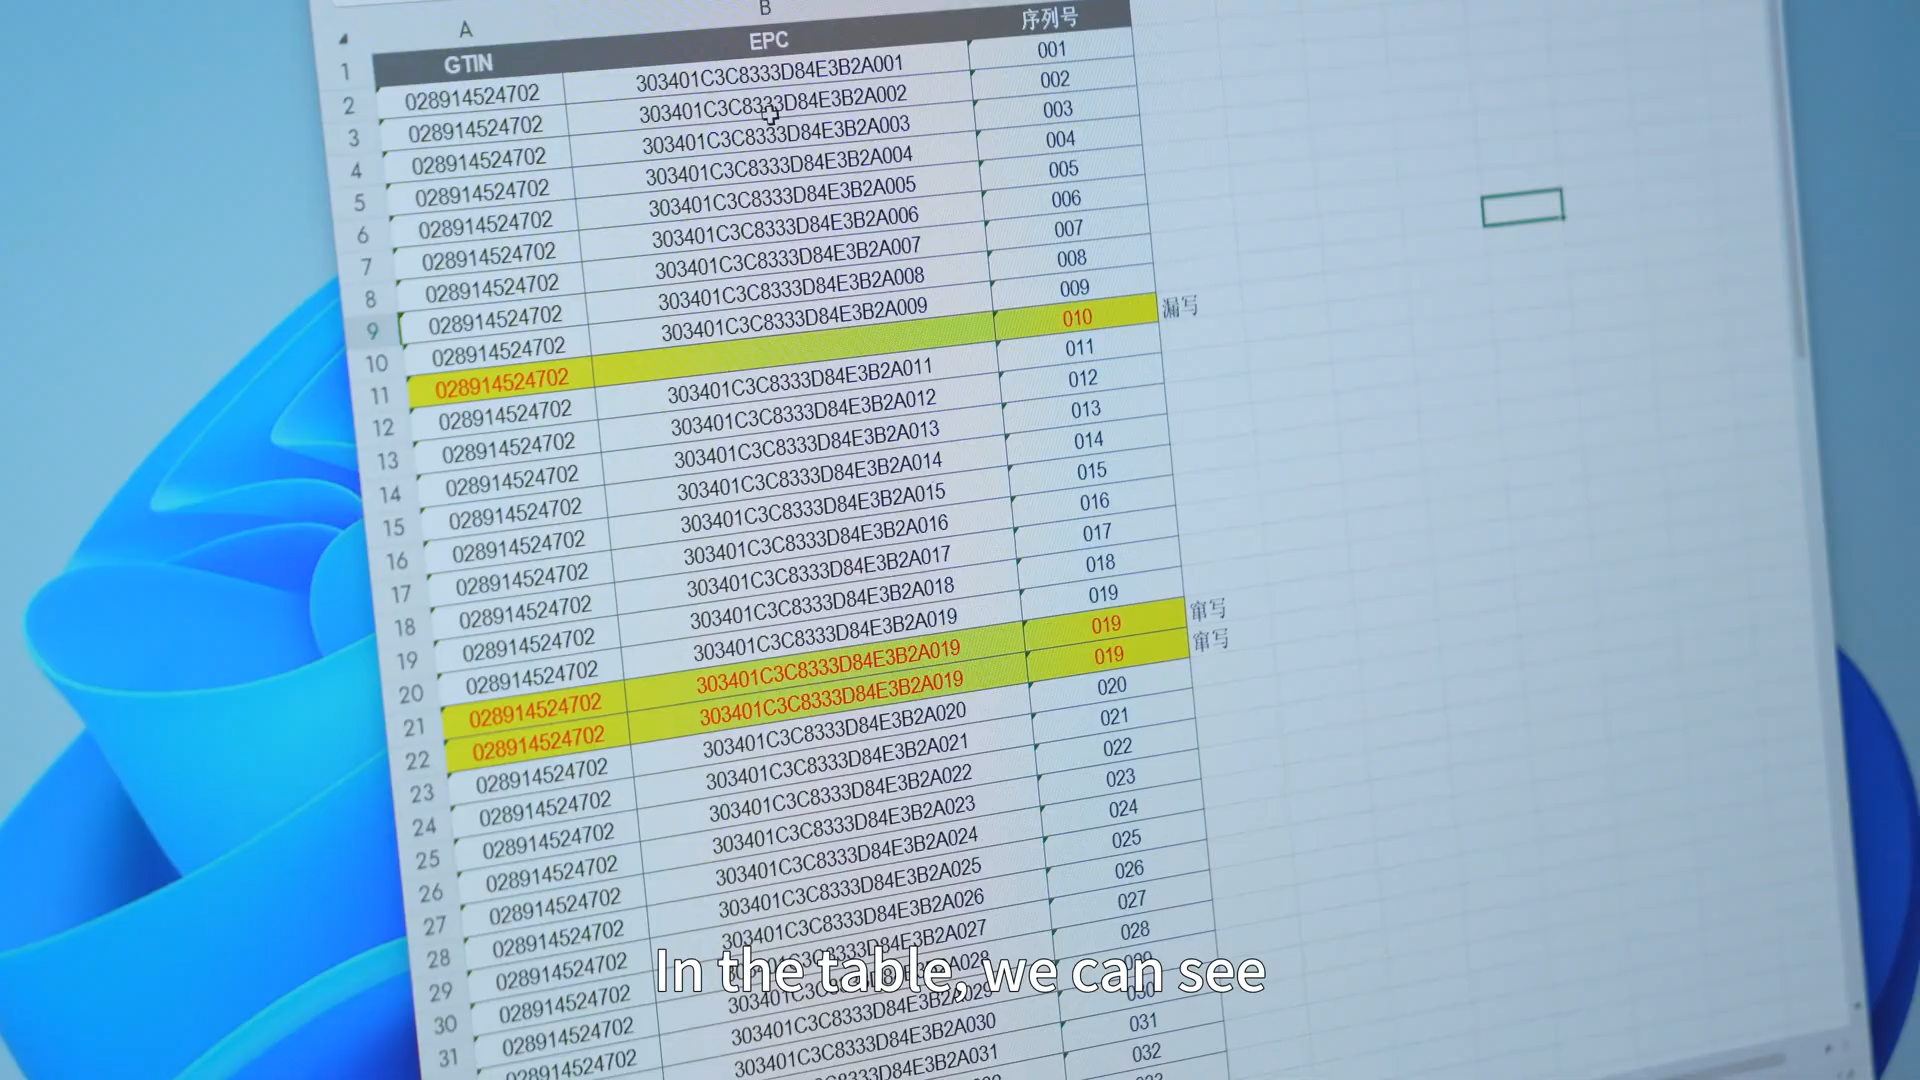 A B
GTIN EPC 序列号
1
2 028914524702 303401C3C8333D84E3B2A001 001
3 028914524702 303401C3C8333D84E3B2A002 002
4 028914524702 303401C3C8333D84E3B2A003 003
5 028914524702 303401C3C8333D84E3B2A004 004
6 028914524702 303401C3C8333D84E3B2A005 005
7 028914524702 303401C3C8333D84E3B2A006 006
8 028914524702 303401C3C8333D84E3B2A007 007
9 028914524702 303401C3C8333D84E3B2A008 008
10 028914524702 303401C3C8333D84E3B2A009 009
11 028914524702 010 漏写
12 028914524702 303401C3C8333D84E3B2A011 011
13 028914524702 303401C3C8333D84E3B2A012 012
14 028914524702 303401C3C8333D84E3B2A013 013
15 028914524702 303401C3C8333D84E3B2A014 014
16 028914524702 303401C3C8333D84E3B2A015 015
17 028914524702 303401C3C8333D84E3B2A016 016
18 028914524702 303401C3C8333D84E3B2A017 017
19 028914524702 303401C3C8333D84E3B2A018 018
20 028914524702 303401C3C8333D84E3B2A019 019
21 028914524702 303401C3C8333D84E3B2A019 019 窜写
22 028914524702 303401C3C8333D84E3B2A019 019 窜写
23 028914524702 303401C3C8333D84E3B2A020 020
24 028914524702 303401C3C8333D84E3B2A021 021
25 028914524702 303401C3C8333D84E3B2A022 022
26 028914524702 303401C3C8333D84E3B2A023 023
27 028914524702 303401C3C8333D84E3B2A024 024
28 028914524702 303401C3C8333D84E3B2A025 025
29 028914524702 303401C3C8333D84E3B2A026 026
30 028914524702 303401C3C8333D84E3B2A027 027
31 028914524702 028
028914524702 303401C3C8333D84E3B2A030 031
303401C3C8333D84E3B2A031 032
In the table, we can see